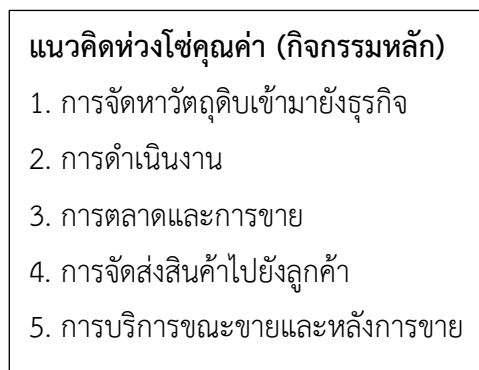 แนวคิดห่วงโซ่คุณค่า (กิจกรรมหลัก)
1. การจัดหาวัตถุดิบเข้ามายังธุรกิจ
2. การดำเนินงาน
3. การตลาดและการขาย
4. การจัดส่งสินค้าไปยังลูกค้า
5. การบริการขณะขายและหลังการขาย